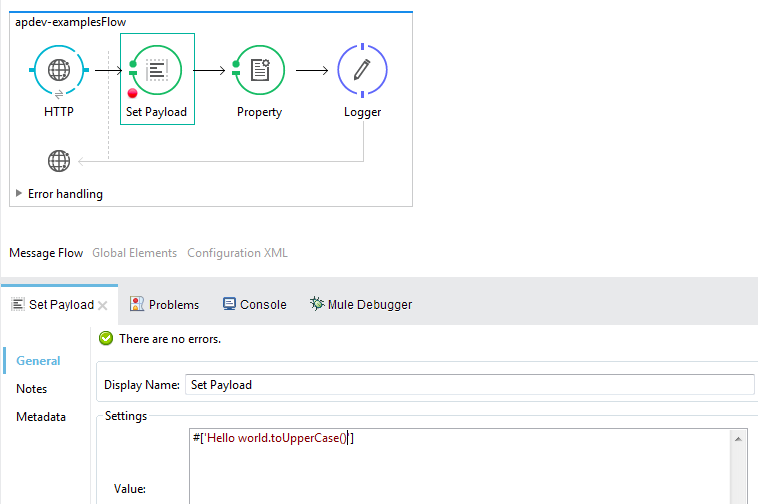 apdev-examplesFlow
HTTP Set Payload Property Logger
Error handling
Message Flow Global Elements Configuration XML
Set Payload Problems Console Mule Debugger
There are no errors.
General
Display Name: Set Payload
Notes
Metadata
Settings
#['Hello world.toUpperCase()']
Value: